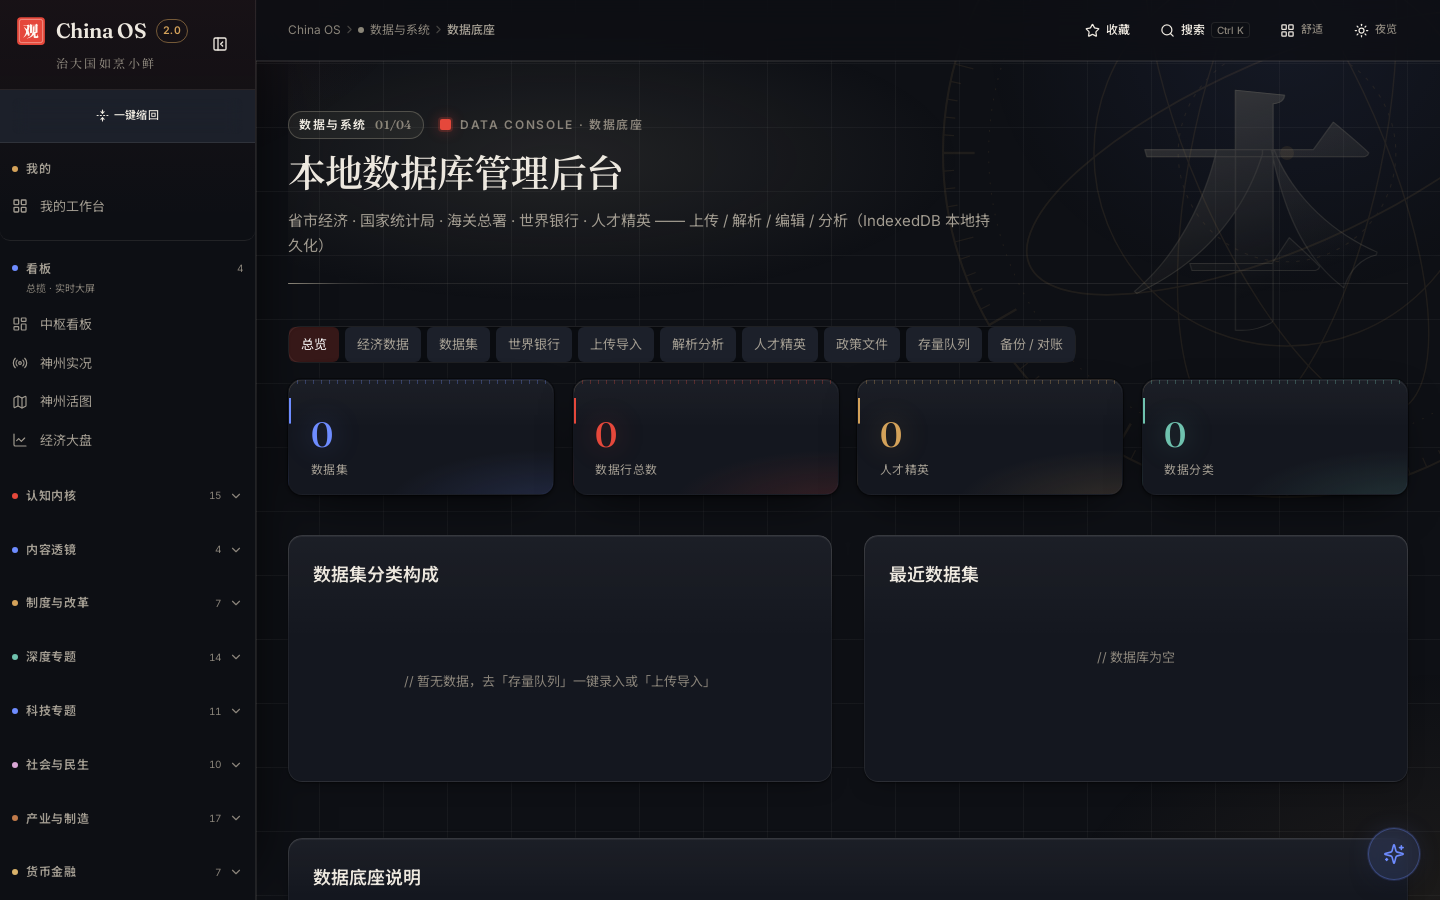 观 China OS 2.0
治大国如烹小鲜
一键缩回
我的
我的工作台
看板 4
总揽 · 实时大屏
中枢看板
神州实况
神州活图
经济大盘
认知内核 15
内容透镜 4
制度与改革 7
深度专题 14
科技专题 11
社会与民生 10
产业与制造 17
货币金融 7
China OS 数据与系统 数据底座
收藏 搜索 Ctrl K 舒适 夜览
数据与系统 01/04 DATA CONSOLE · 数据底座
本地数据库管理后台
省市经济 · 国家统计局 · 海关总署 · 世界银行 · 人才精英 —— 上传 / 解析 / 编辑 / 分析（IndexedDB 本地持
久化）
总览 经济数据 数据集 世界银行 上传导入 解析分析 人才精英 政策文件 存量队列 备份 / 对账
0 0 0 0
数据集 数据行总数 人才精英 数据分类
数据集分类构成
// 暂无数据，去「存量队列」一键录入或「上传导入」
最近数据集
// 数据库为空
数据底座说明